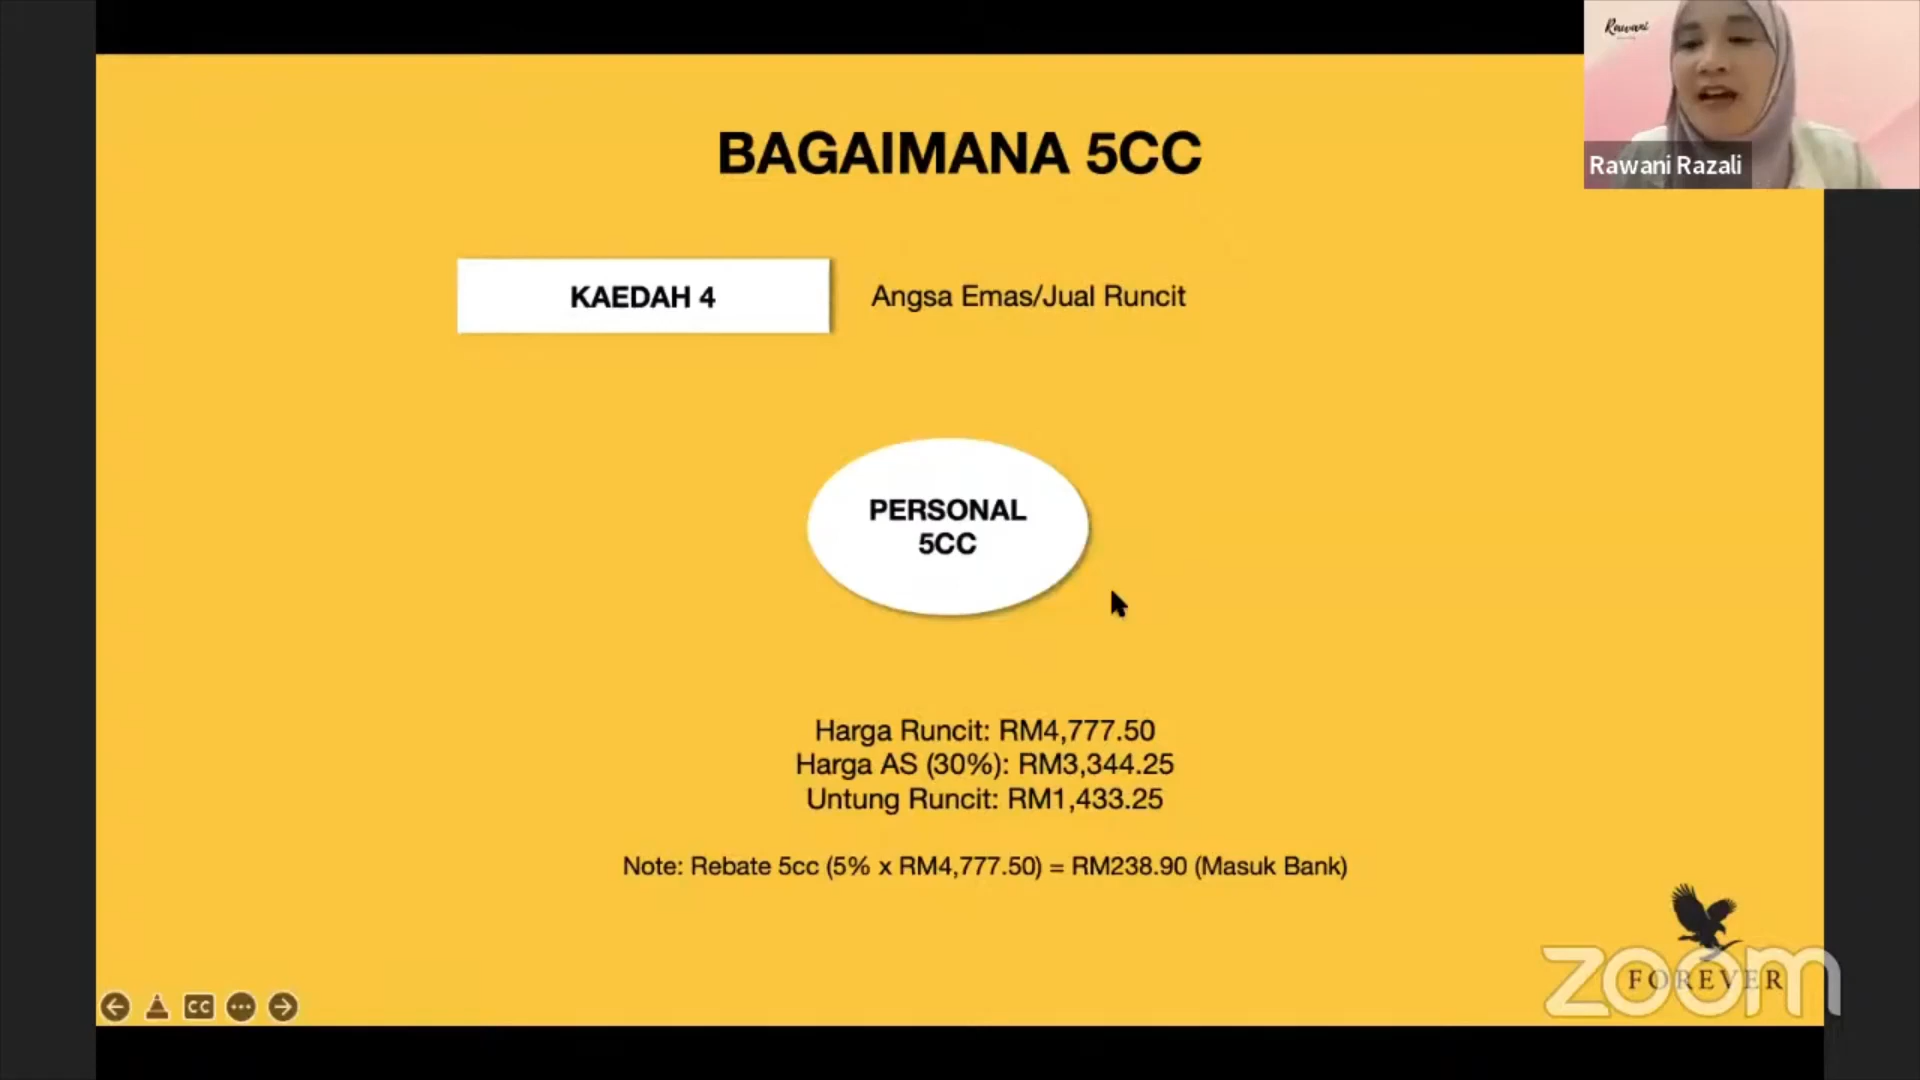 Rawani
Rawani Razali
BAGAIMANA 5CC
KAEDAH 4
Angsa Emas/Jual Runcit
PERSONAL
5CC
Harga Runcit: RM4,777.50
Harga AS (30%): RM3,344.25
Untung Runcit: RM1,433.25
Note: Rebate 5cc (5% x RM4,777.50) = RM238.90 (Masuk Bank)
FOREVER
zoom
CC